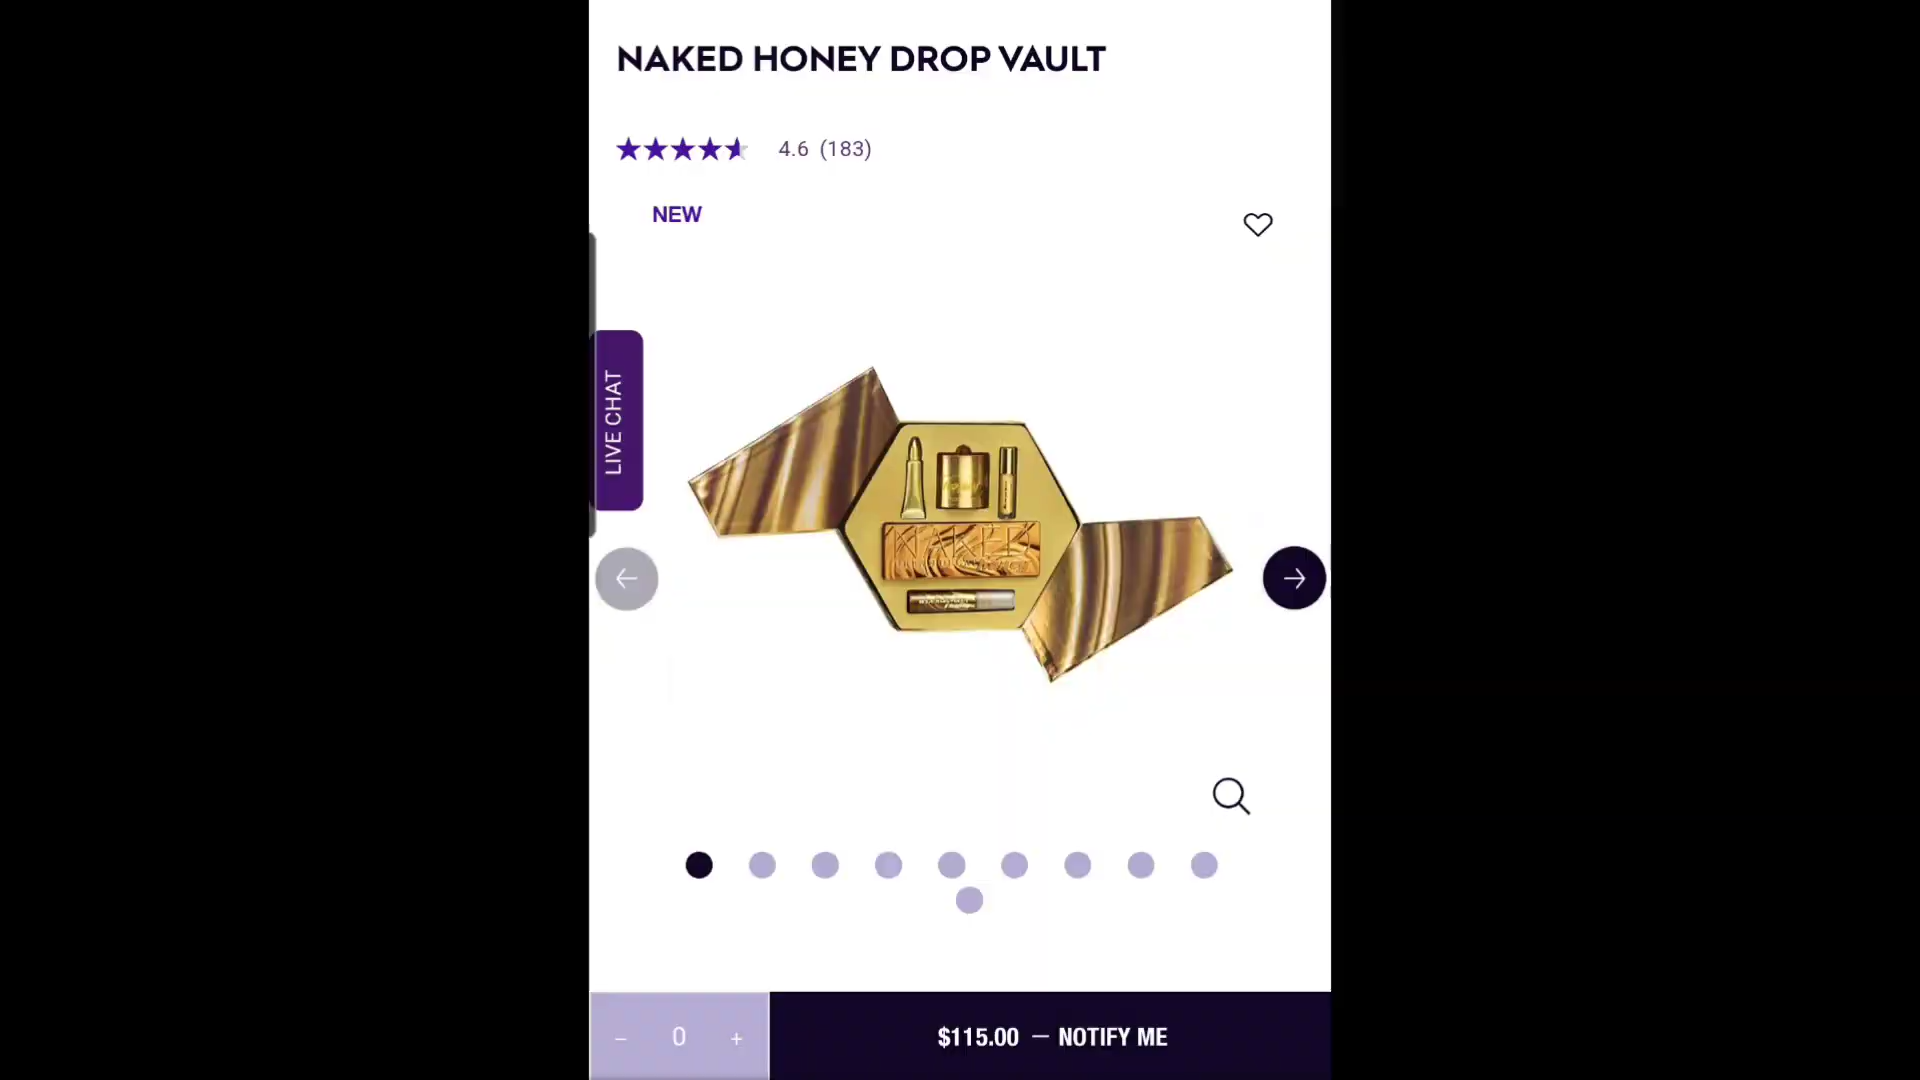 NAKED HONEY DROP VAULT
4.6 (183)
NEW
LIVE CHAT
NAKED
− 0 +
$115.00 — NOTIFY ME